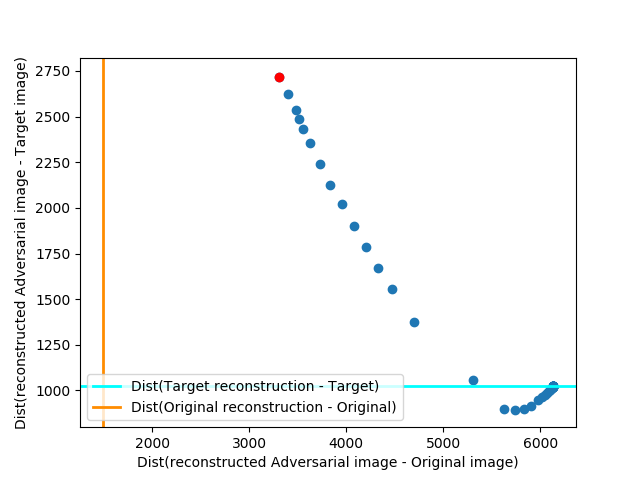 Dist(reconstructed Adversarial image - Target image)
2750
2500
2250
2000
1750
1500
1250
1000
Dist(Target reconstruction - Target)
Dist(Original reconstruction - Original)
2000 3000 4000 5000 6000
Dist(reconstructed Adversarial image - Original image)